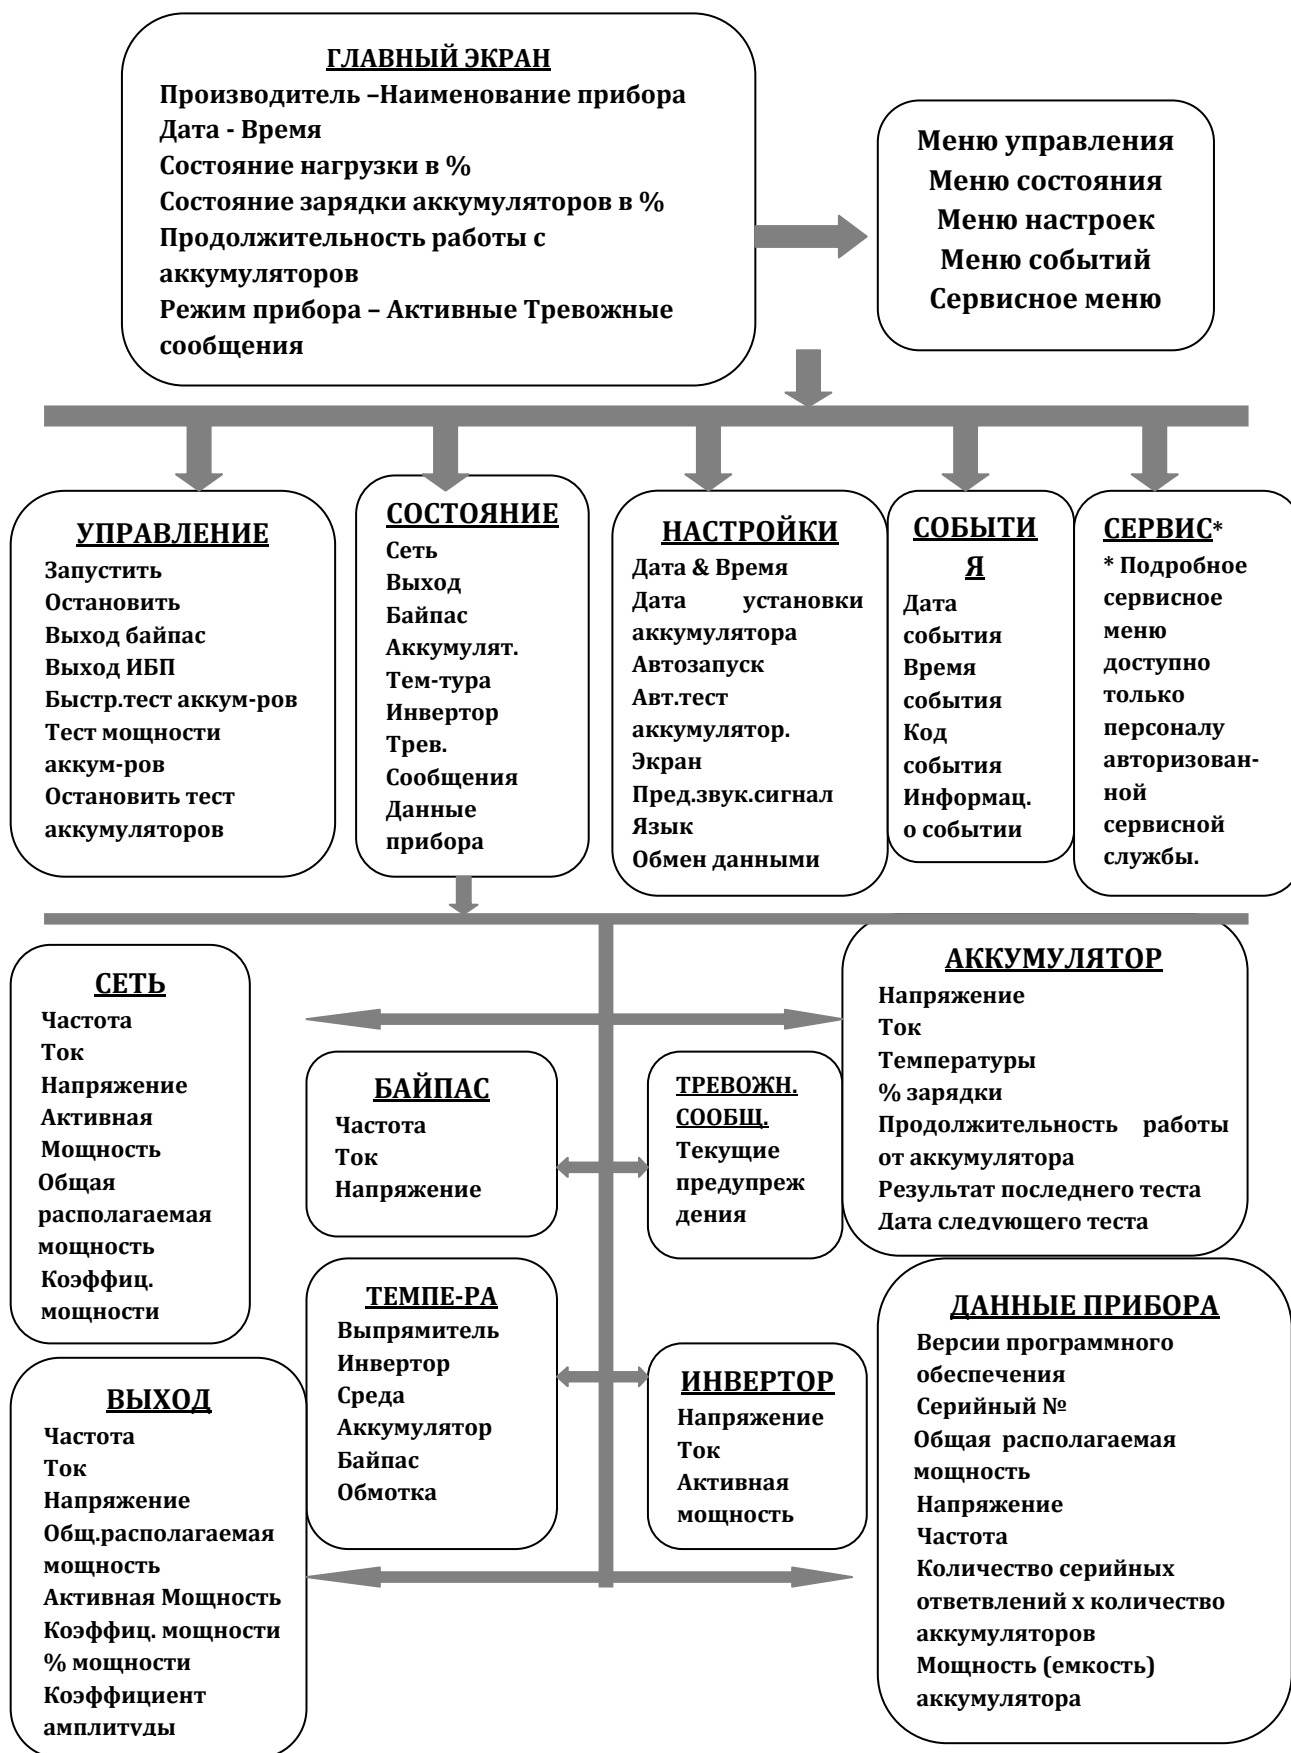 ГЛАВНЫЙ ЭКРАН
Производитель –Наименование прибора
Дата - Время
Состояние нагрузки в %
Состояние зарядки аккумуляторов в %
Продолжительность работы с
аккумуляторов
Режим прибора – Активные Тревожные
сообщения
Меню управления
Меню состояния
Меню настроек
Меню событий
Сервисное меню
УПРАВЛЕНИЕ
Запустить
Остановить
Выход байпас
Выход ИБП
Быстр.тест аккум-ров
Тест мощности
аккум-ров
Остановить тест
аккумуляторов
СОСТОЯНИЕ
Сеть
Выход
Байпас
Аккумулят.
Тем-тура
Инвертор
Трев.
Сообщения
Данные
прибора
НАСТРОЙКИ
Дата & Время
Дата установки
аккумулятора
Автозапуск
Авт.тест
аккумулятор.
Экран
Пред.звук.сигнал
Язык
Обмен данными
СОБЫТИ
Я
Дата
события
Время
события
Код
события
Информац.
о событии
СЕРВИС*
* Подробное
сервисное
меню
доступно
только
персоналу
авторизован-
ной
сервисной
службы.
СЕТЬ
Частота
Ток
Напряжение
Активная
Мощность
Общая
располагаемая
мощность
Коэффиц.
мощности
БАЙПАС
Частота
Ток
Напряжение
ТРЕВОЖН.
СООБЩ.
Текущие
предупреж
дения
АККУМУЛЯТОР
Напряжение
Ток
Температуры
% зарядки
Продолжительность работы
от аккумулятора
Результат последнего теста
Дата следующего теста
ВЫХОД
Частота
Ток
Напряжение
Общ.располагаемая
мощность
Активная Мощность
Коэффиц. мощности
% мощности
Коэффициент
амплитуды
ТЕМПЕ-РА
Выпрямитель
Инвертор
Среда
Аккумулятор
Байпас
Обмотка
ИНВЕРТОР
Напряжение
Ток
Активная
мощность
ДАННЫЕ ПРИБОРА
Версии программного
обеспечения
Серийный №
Общая располагаемая
мощность
Напряжение
Частота
Количество серийных
ответвлений х количество
аккумуляторов
Мощность (емкость)
аккумулятора